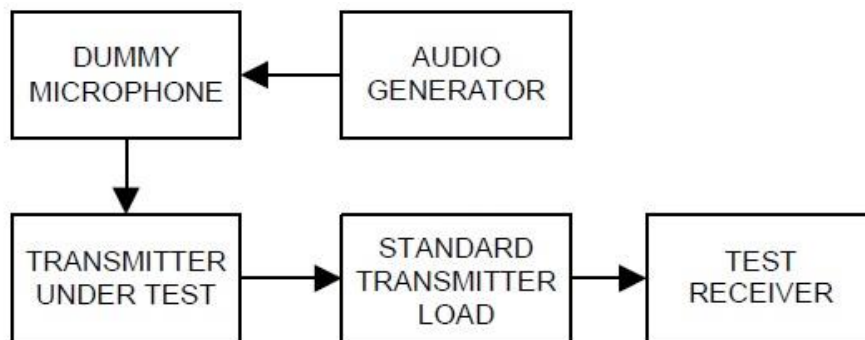 DUMMY
MICROPHONE
AUDIO
GENERATOR
TRANSMITTER
UNDER TEST
STANDARD
TRANSMITTER
LOAD
TEST
RECEIVER